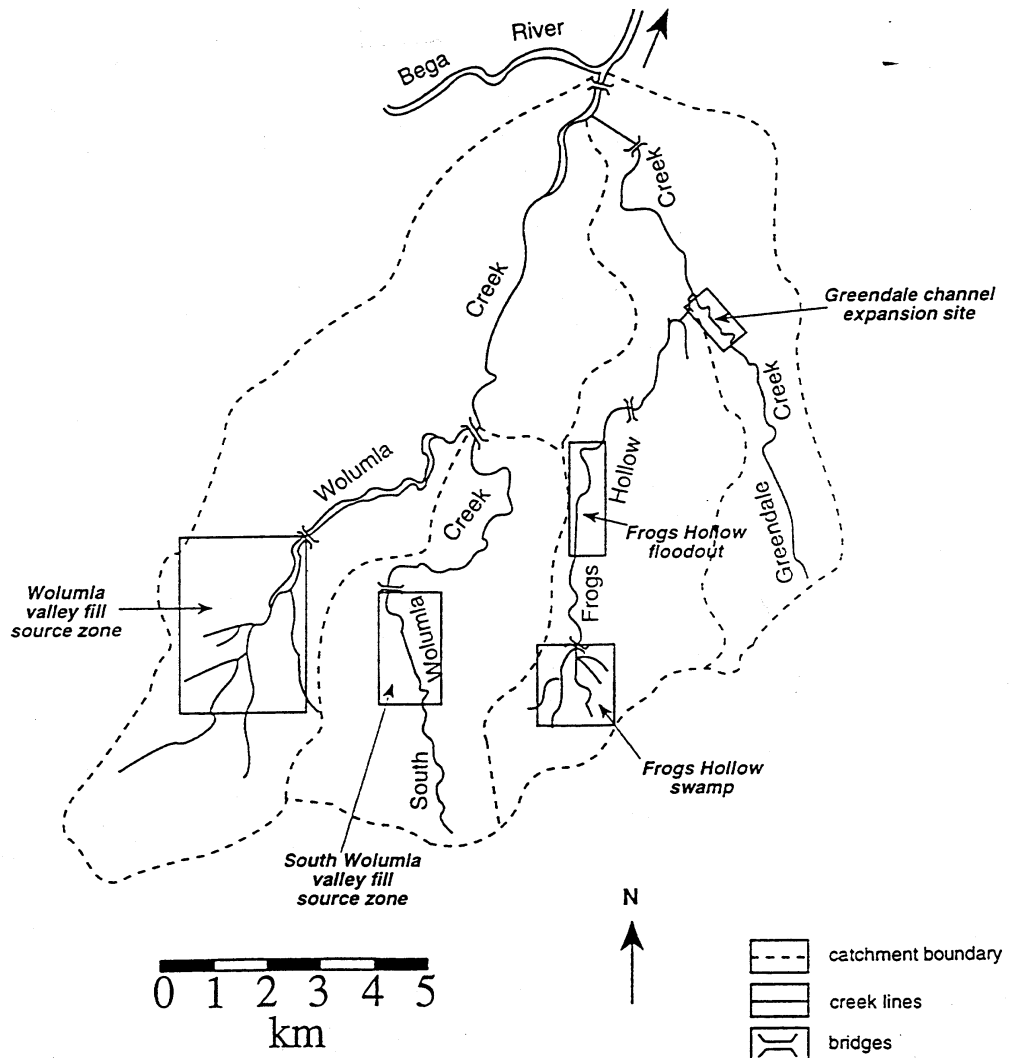 River
Bega
Creek
Creek
Greendale channel
expansion site
Creek
Wolumla
Creek
Hollow
Greendale
Frogs Hollow
floodout
Frogs
Wolumla
valley fill
source zone
Wolumla
South
Frogs Hollow
swamp
South Wolumla
valley fill
source zone
N
0 1 2 3 4 5
km
catchment boundary
creek lines
bridges